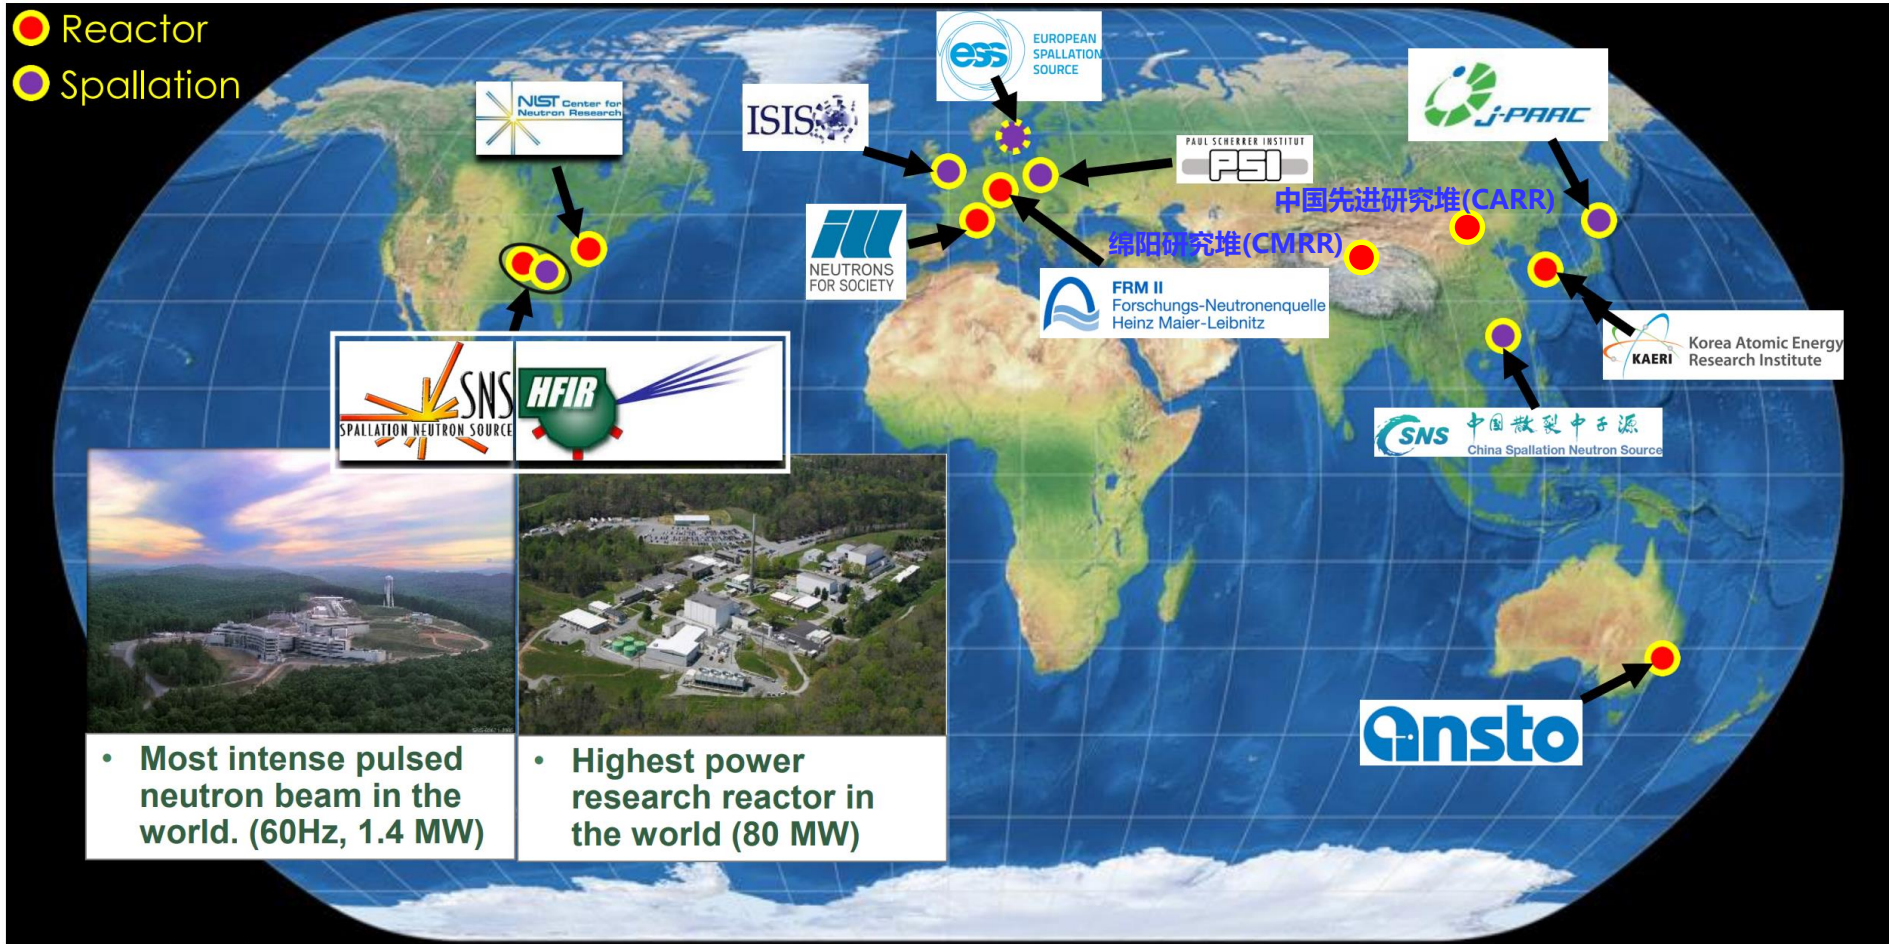 Reactor
Spallation
NIST Center for
Neutron Research
ISIS
ess
EUROPEAN
SPALLATION
SOURCE
PAUL SCHERRER INSTITUT
PSI
J-PARC
中国先进研究堆(CARR)
绵阳研究堆(CMRR)
ill
NEUTRONS
FOR SOCIETY
FRM II
Forschungs-Neutronenquelle
Heinz Maier-Leibnitz
KAERI
Korea Atomic Energy
Research Institute
SNS
SPALLATION NEUTRON SOURCE
HFIR
CSNS
中国散裂中子源
China Spallation Neutron Source
ansto
• Most intense pulsed
neutron beam in the
world. (60Hz, 1.4 MW)
• Highest power
research reactor in
the world (80 MW)